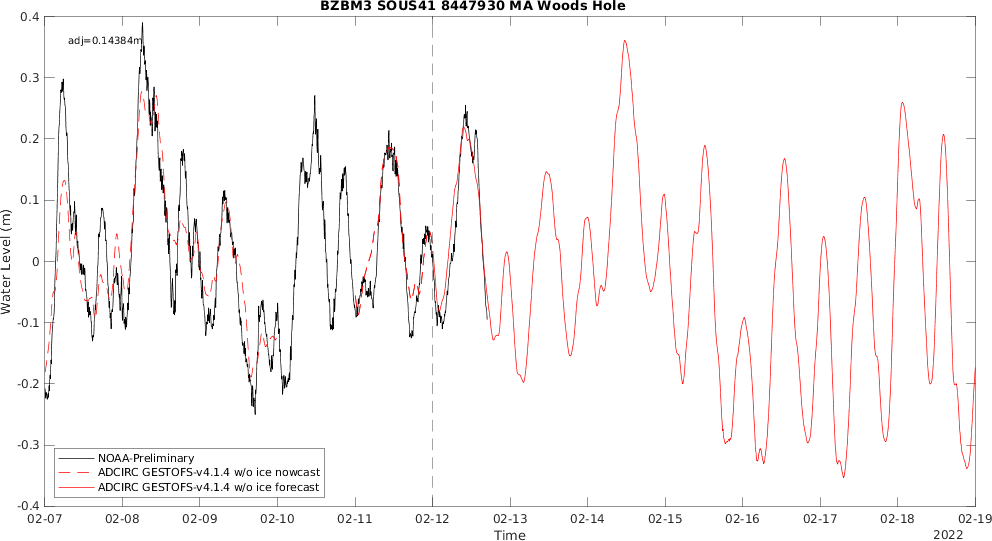 BZBM3 SOUS41 8447930 MA Woods Hole
adj=0.14384m
Water Level (m)
0.4
0.3
0.2
0.1
0
-0.1
-0.2
-0.3
-0.4
NOAA-Preliminary
ADCIRC GESTOFS-v4.1.4 w/o ice nowcast
ADCIRC GESTOFS-v4.1.4 w/o ice forecast
02-07 02-08 02-09 02-10 02-11 02-12 02-13 02-14 02-15 02-16 02-17 02-18 02-19
Time
2022